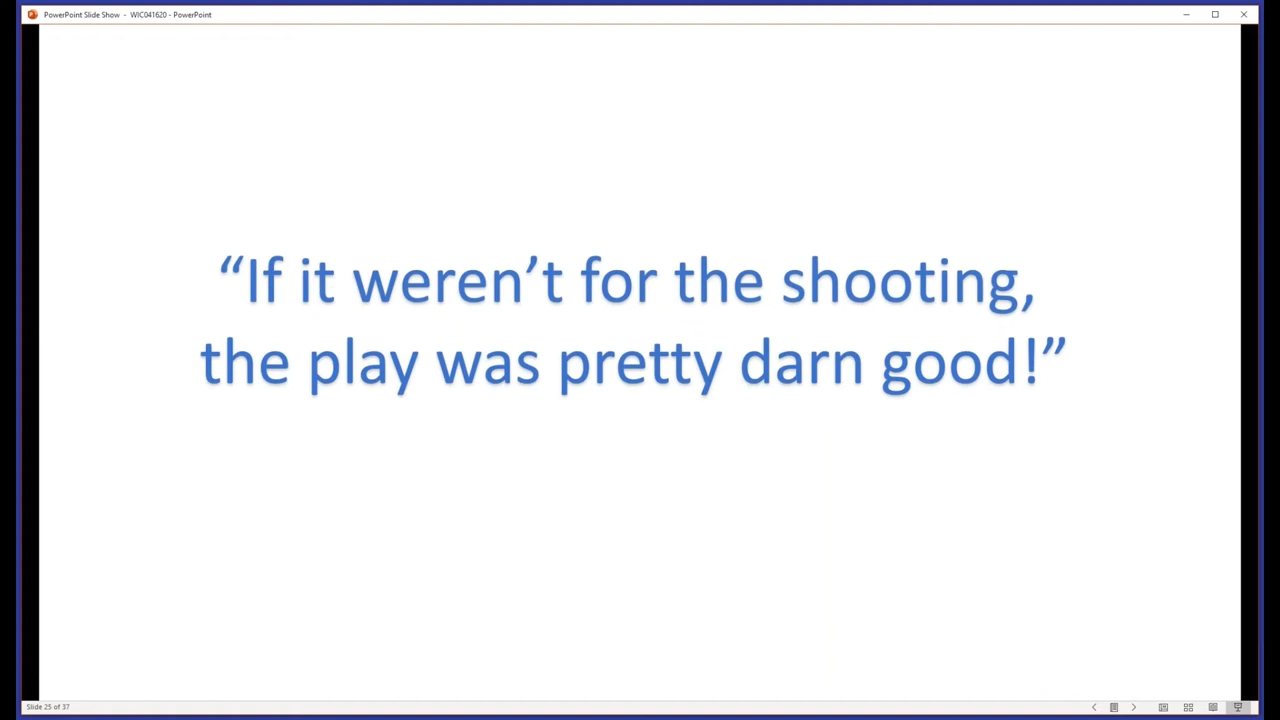 PowerPoint Slide Show - WIC041620 - PowerPoint
“If it weren’t for the shooting,
the play was pretty darn good!”
Slide 25 of 37